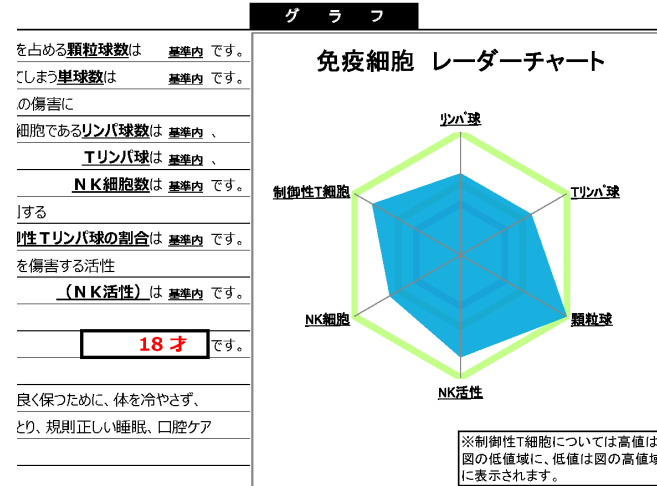 グ ラ フ
を占める顆粒球数は 基準内 です。
てしまう単球数は 基準内 です。
の傷害に
細胞であるリンパ球数は 基準内 、
Tリンパ球は 基準内 、
NK細胞数は 基準内 です。
する
性Tリンパ球の割合は 基準内 です。
を傷害する活性
(NK活性)は 基準内 です。
18 才 です。
良く保つために、体を冷やさず、
とり、規則正しい睡眠、口腔ケア
免疫細胞 レーダーチャート
リンパ球
制御性T細胞
Tリンパ球
NK細胞
顆粒球
NK活性
※制御性T細胞については高値は
図の低値域に、低値は図の高値域
に表示されます。